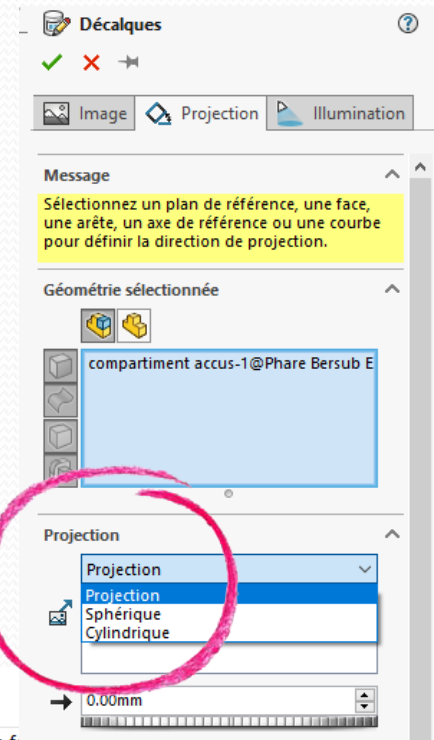 Décalques
Image Projection Illumination
Message
Sélectionnez un plan de référence, une face,
une arête, un axe de référence ou une courbe
pour définir la direction de projection.
Géométrie sélectionnée
compartiment accus-1@Phare Bersub E
Projection
Projection
Projection
Sphérique
Cylindrique
0.00mm